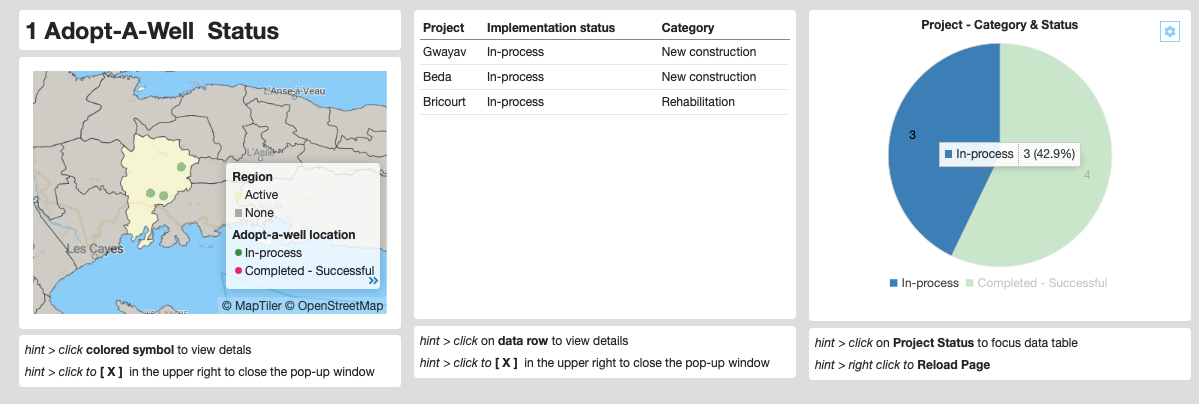 1 Adopt-A-Well Status
L'Anse-à-Veau
L'Asile
Les Cayes
Region
Active
None
Adopt-a-well location
In-process
Completed - Successful
»
© MapTiler © OpenStreetMap
hint > click colored symbol to view detals
hint > click to [ X ] in the upper right to close the pop-up window
Project Implementation status Category
Gwayav In-process New construction
Beda In-process New construction
Bricourt In-process Rehabilitation
hint > click on data row to view details
hint > click to [ X ] in the upper right to close the pop-up window
Project - Category & Status
3
In-process 3 (42.9%)
4
In-process Completed - Successful
hint > click on Project Status to focus data table
hint > right click to Reload Page